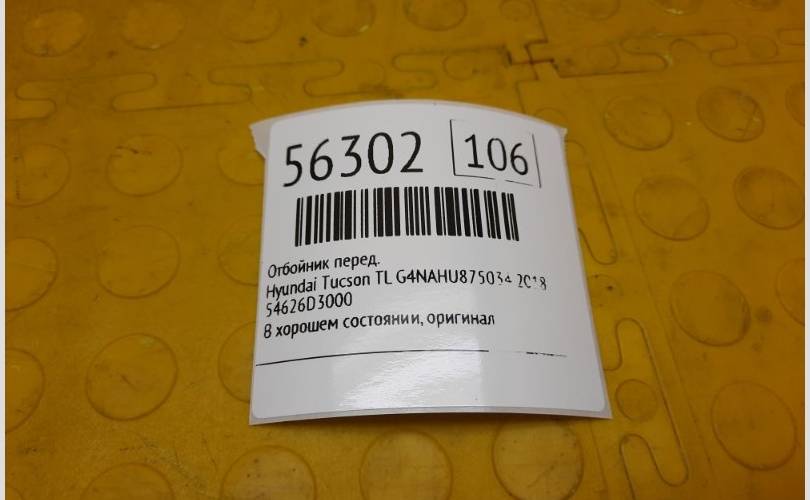 56302 106
Отбойник перед.
Hyundai Tucson TL G4NAHU875034 2018
54626D3000
В хорошем состоянии, оригинал